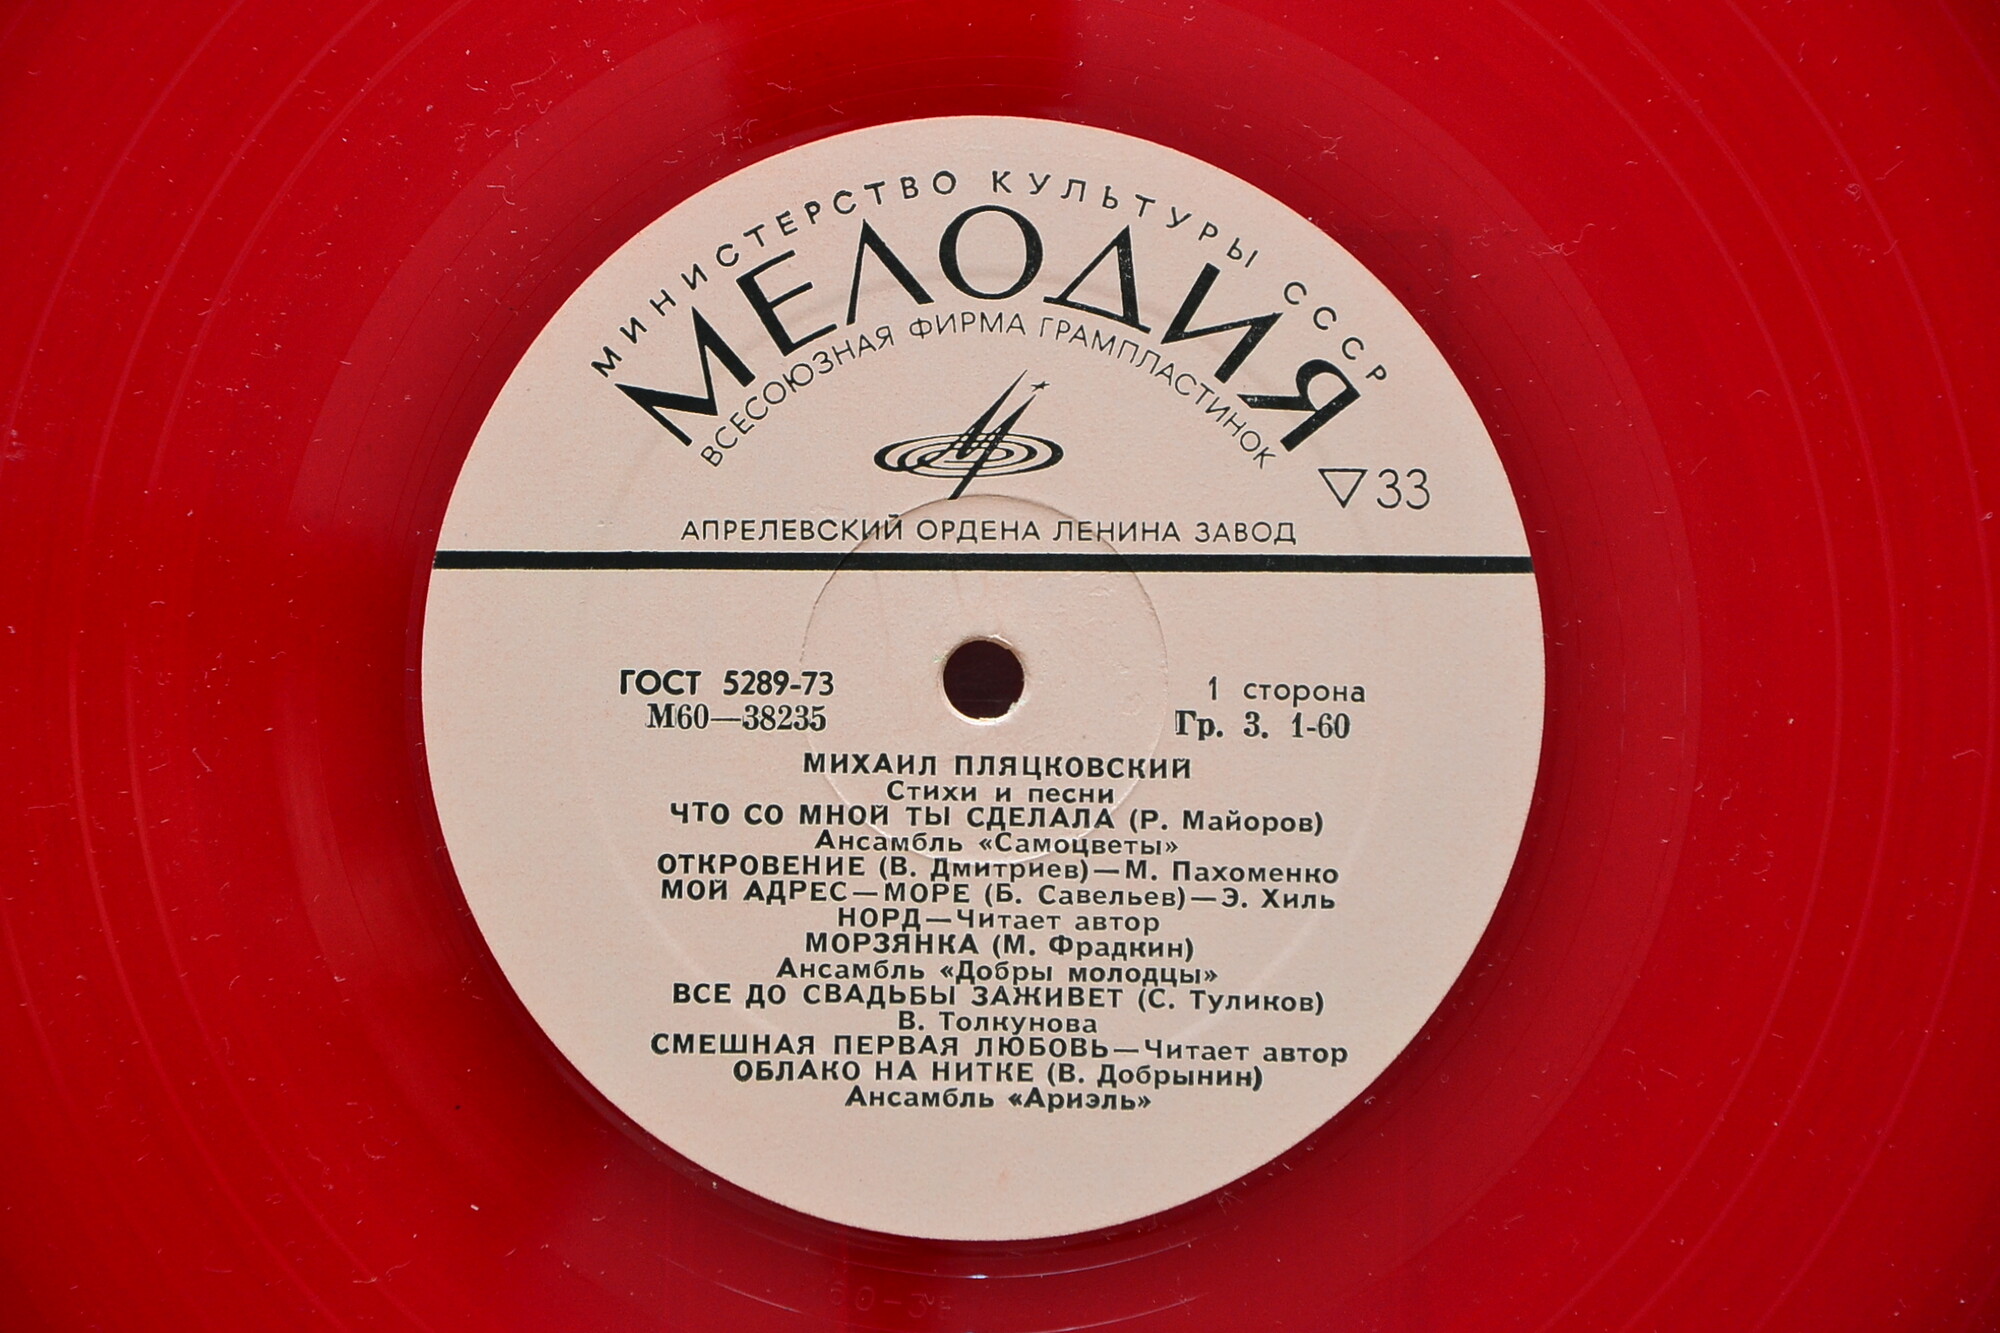 МИНИСТЕРСТВО КУЛЬТУРЫ СССР
МЕЛОДИЯ
ВСЕСОЮЗНАЯ ФИРМА ГРАМПЛАСТИНОК
33
АПРЕЛЕВСКИЙ ОРДЕНА ЛЕНИНА ЗАВОД
ГОСТ 5289-73
М60—38235
1 сторона
Гр. 3. 1-60
МИХАИЛ ПЛЯЦКОВСКИЙ
Стихи и песни
ЧТО СО МНОЙ ТЫ СДЕЛАЛА (Р. Майоров)
Ансамбль «Самоцветы»
ОТКРОВЕНИЕ (В. Дмитриев)—М. Пахоменко
МОЙ АДРЕС—МОРЕ (Б. Савельев)—Э. Хиль
НОРД—Читает автор
МОРЗЯНКА (М. Фрадкин)
Ансамбль «Добры молодцы»
ВСЕ ДО СВАДЬБЫ ЗАЖИВЕТ (С. Туликов)
В. Толкунова
СМЕШНАЯ ПЕРВАЯ ЛЮБОВЬ—Читает автор
ОБЛАКО НА НИТКЕ (В. Добрынин)
Ансамбль «Ариэль»